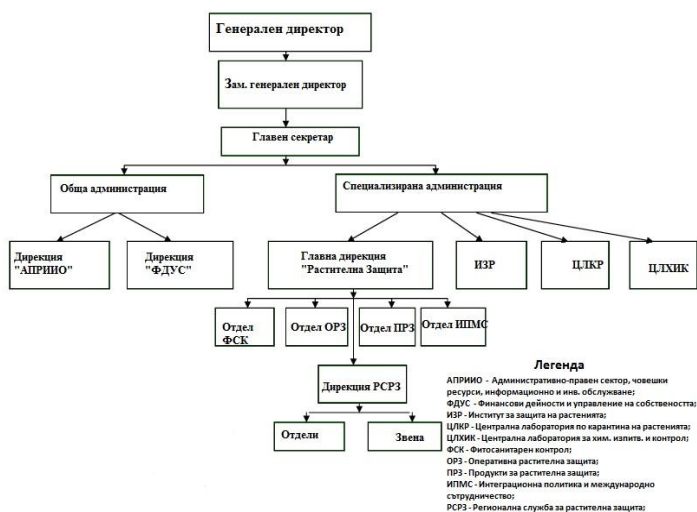 Генерален директор
Зам. генерален директор
Главен секретар
Обща администрация
Специализирана администрация
Дирекция
"АПРИИО"
Дирекция
"ФДУС"
Главна дирекция
"Растителна Защита"
ИЗР
ЦЛКР
ЦЛХИК
Отдел
ФСК
Отдел ОРЗ
Отдел ПРЗ
Отдел ИПМС
Дирекция РСРЗ
Отдели
Звена
Легенда
АПРИИО - Административно-правен сектор, човешки
ресурси, информационно и инв. обслужване;
ФДУС - Финансови дейности и управление на собствеността;
ИЗР - Институт за защита на растенията;
ЦЛКР - Централна лаборатория по карантина на растенията;
ЦЛХИК - Централна лаборатория за хим. изпитв. и контрол;
ФСК - Фитосанитарен контрол;
ОРЗ - Оперативна растителна защита;
ПРЗ - Продукти за растителна защита;
ИПМС - Интеграционна политика и международно
сътрудничество;
РСРЗ - Регионална служба за растителна защита;